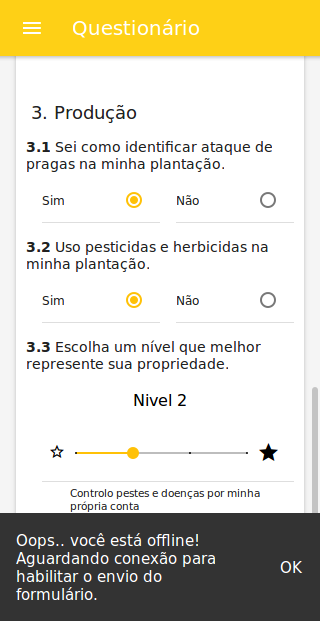 Questionário
3. Produção
3.1 Sei como identificar ataque de
pragas na minha plantação.
Sim
Não
3.2 Uso pesticidas e herbicidas na
minha plantação.
Sim
Não
3.3 Escolha um nível que melhor
represente sua propriedade.
Nivel 2
Controlo pestes e doenças por minha
própria conta
Oops.. você está offline!
Aguardando conexão para
habilitar o envio do
formulário.
OK